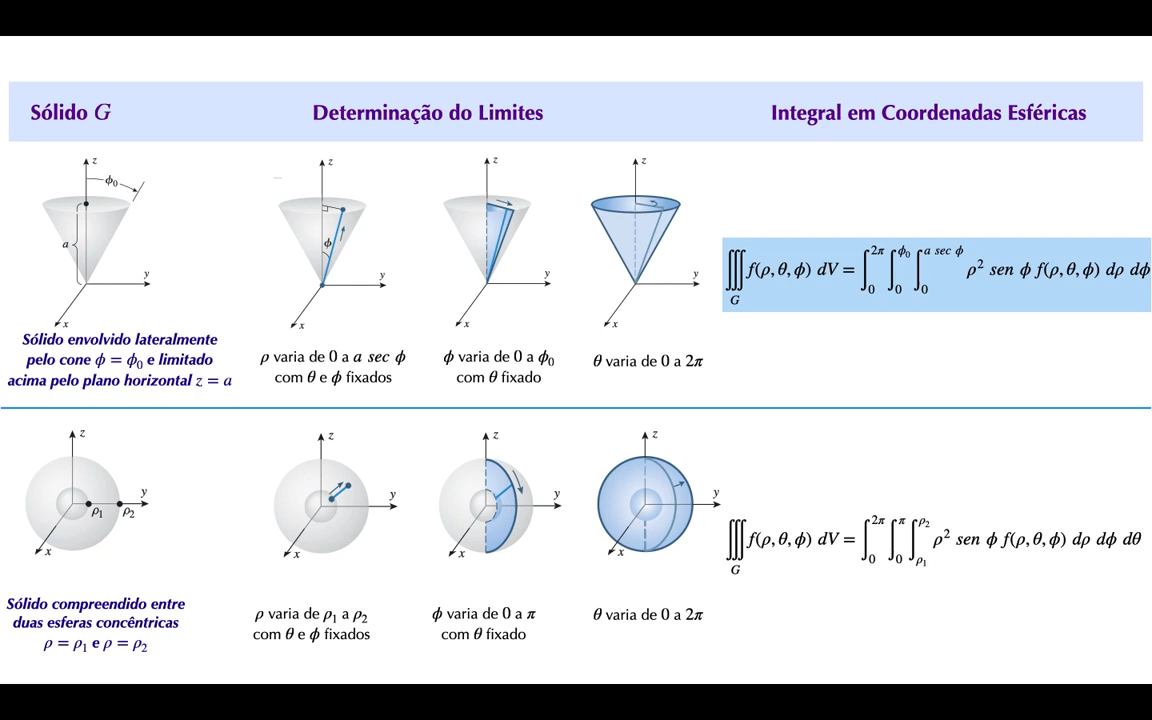 Sólido G
Determinação do Limites
Integral em Coordenadas Esféricas
z
ϕ₀
a
y
x
z
ϕ
y
x
z
y
x
z
y
x
∭_G f(ρ, θ, ϕ) dV = ∫₀^{2π} ∫₀^{ϕ₀} ∫₀^{a sec ϕ} ρ² sen ϕ f(ρ, θ, ϕ) dρ dϕ
Sólido envolvido lateralmente
pelo cone ϕ = ϕ₀ e limitado
acima pelo plano horizontal z = a
ρ varia de 0 a a sec ϕ
com θ e ϕ fixados
ϕ varia de 0 a ϕ₀
com θ fixado
θ varia de 0 a 2π
z
y
ρ₁
ρ₂
x
z
y
x
z
y
x
z
y
x
∭_G f(ρ, θ, ϕ) dV = ∫₀^{2π} ∫₀^{π} ∫_{ρ₁}^{ρ₂} ρ² sen ϕ f(ρ, θ, ϕ) dρ dϕ dθ
Sólido compreendido entre
duas esferas concêntricas
ρ = ρ₁ e ρ = ρ₂
ρ varia de ρ₁ a ρ₂
com θ e ϕ fixados
ϕ varia de 0 a π
com θ fixado
θ varia de 0 a 2π